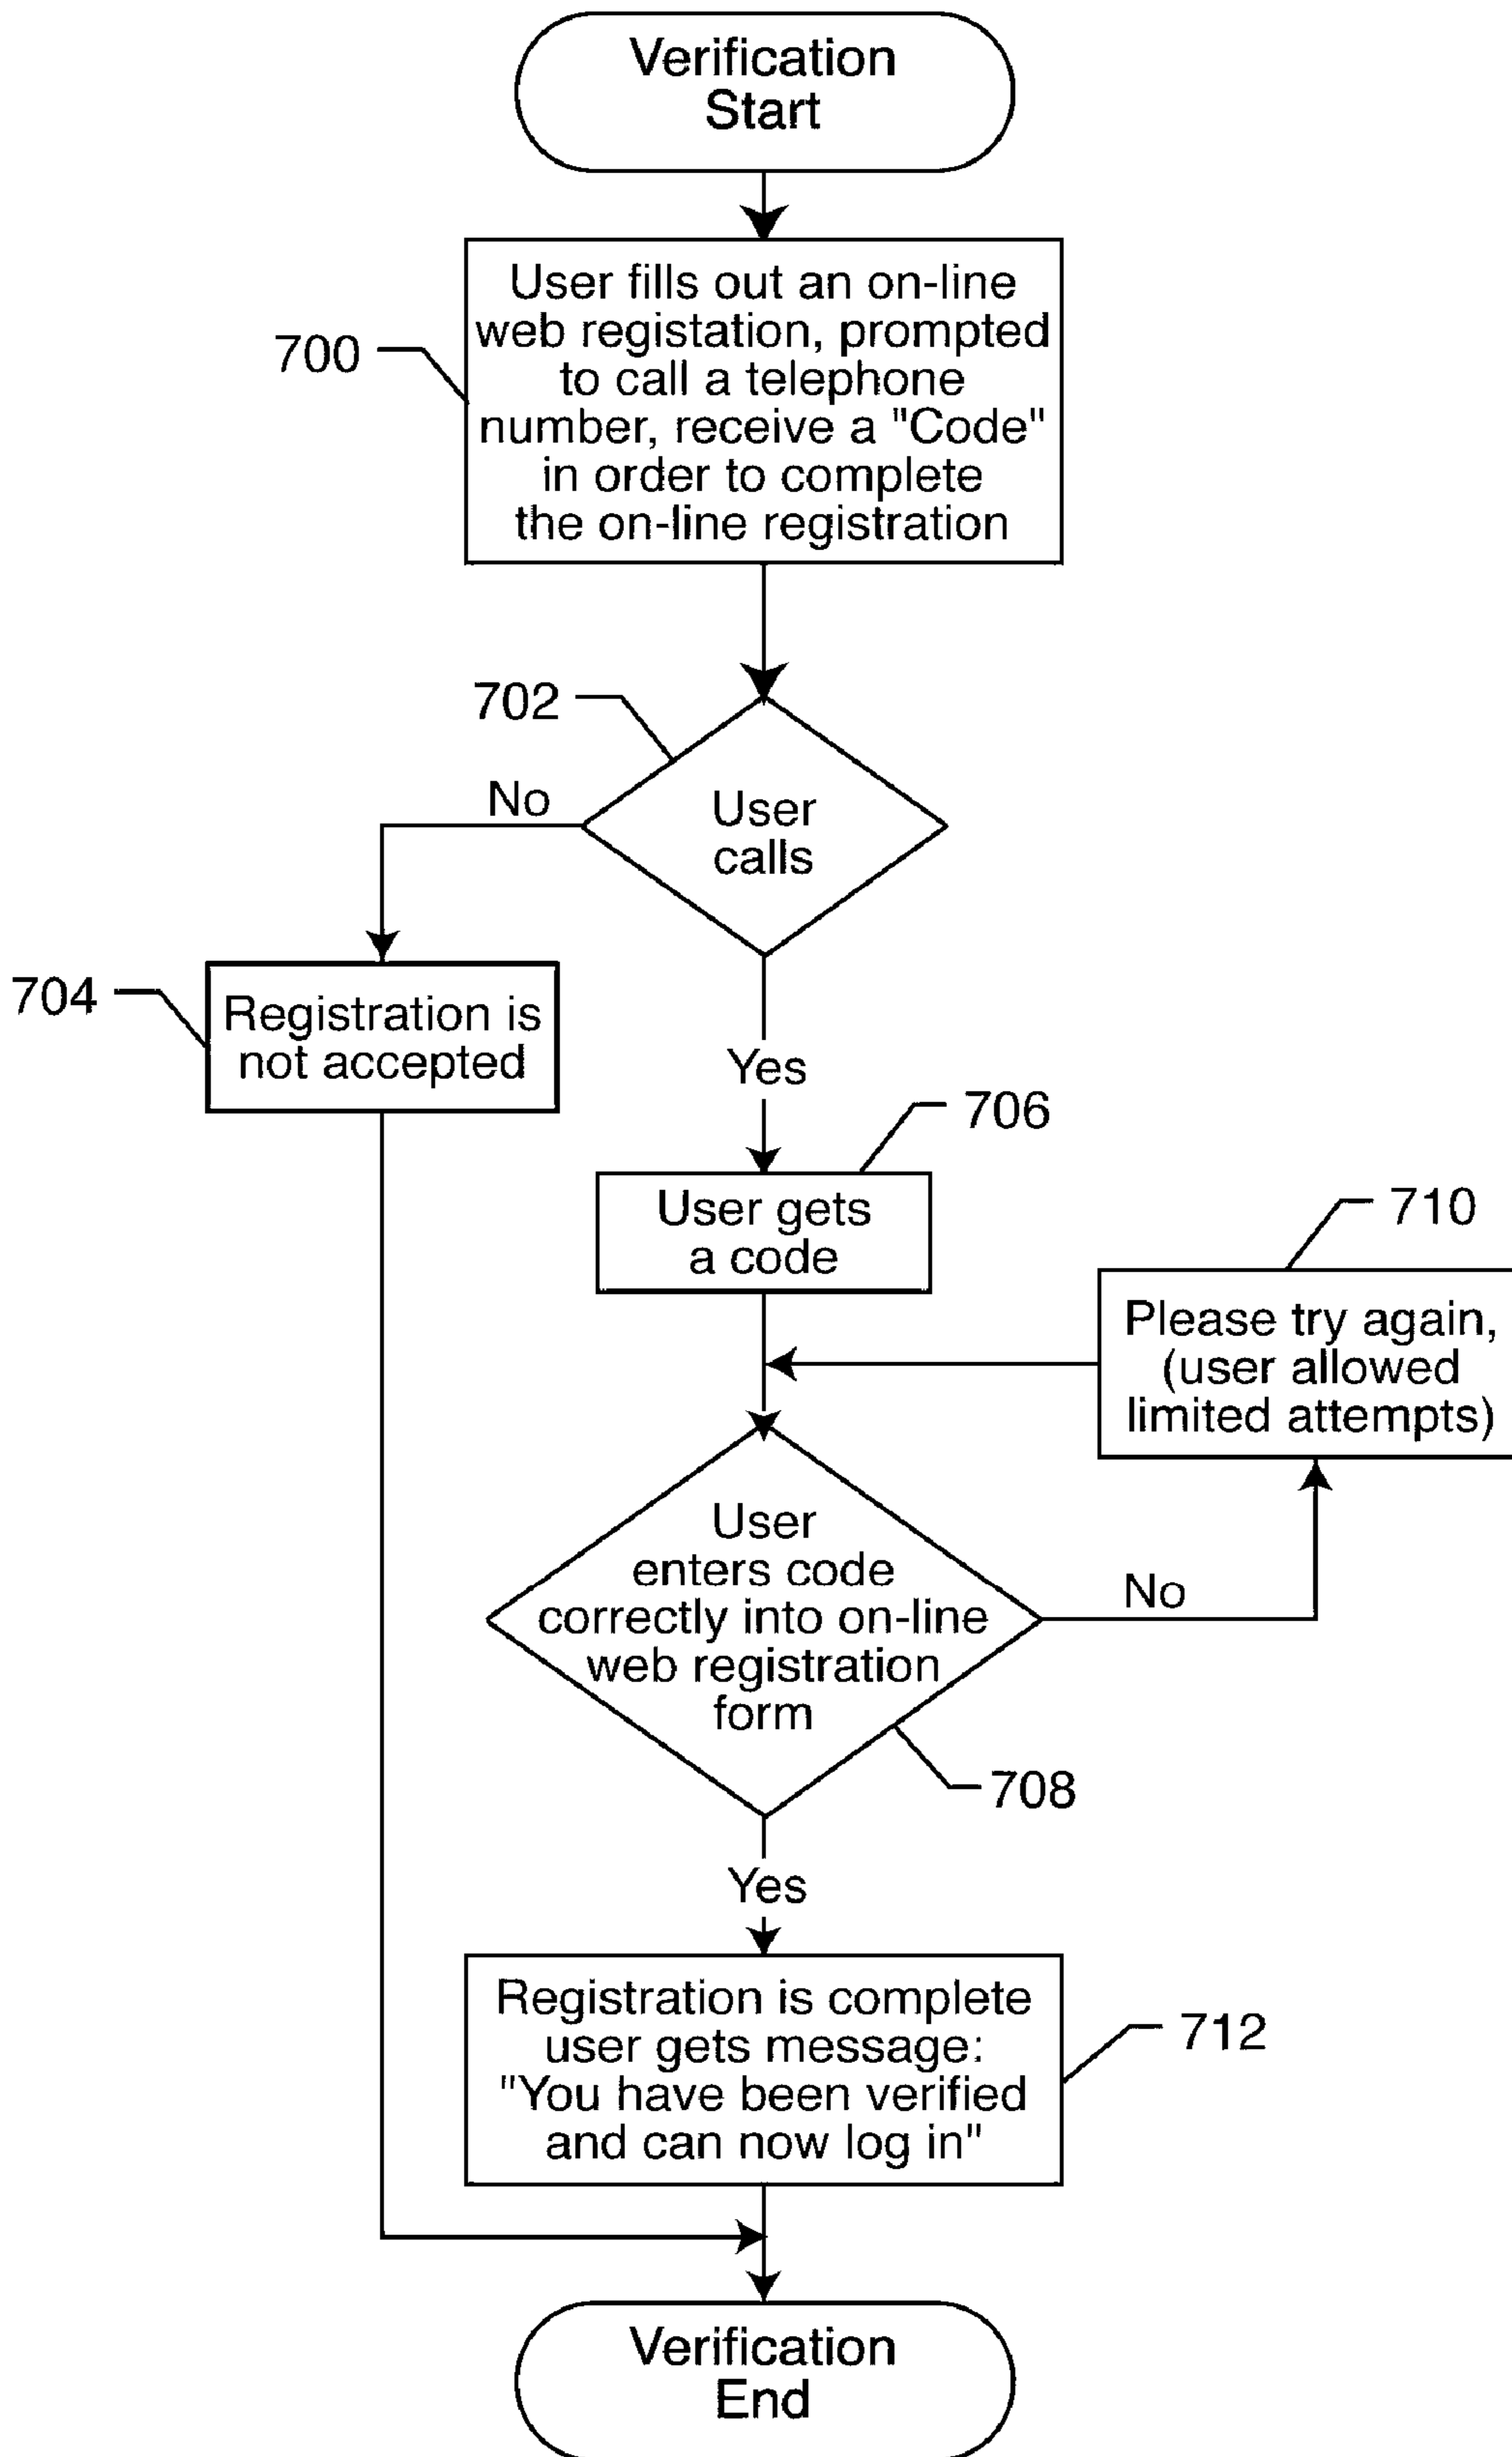 Verification
Start
700
User fills out an on-line
web registation, prompted
to call a telephone
number, receive a "Code"
in order to complete
the on-line registration
702
No
User
calls
704
Registration is
not accepted
Yes
706
User gets
a code
710
Please try again,
(user allowed
limited attempts)
User
enters code
correctly into on-line
web registration
form
No
708
Yes
Registration is complete
user gets message:
"You have been verified
and can now log in"
712
Verification
End